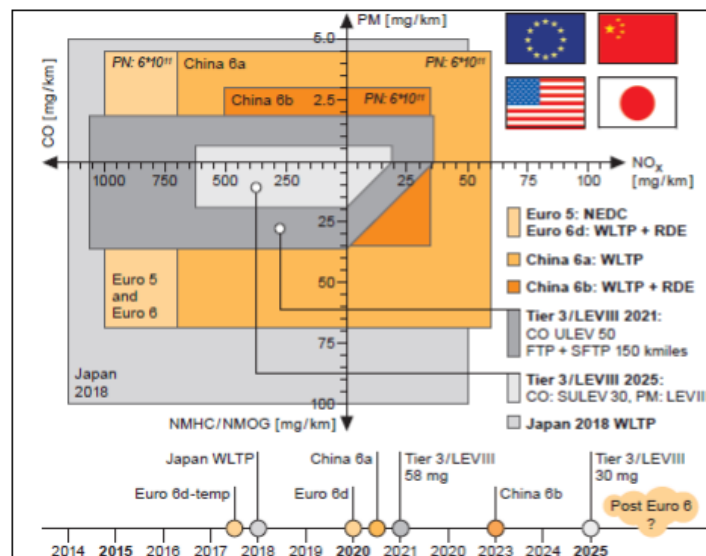 PM [mg/km]
5.0
PN: 6*10¹¹
China 6a
PN: 6*10¹¹
China 6b
2.5
PN: 6*10¹¹
CO [mg/km]
NOx
[mg/km]
1000
750
500
250
25
50
100
25
50
75
100
Euro 5
and
Euro 6
Japan
2018
NMHC/NMOG [mg/km]
Euro 5: NEDC
Euro 6d: WLTP + RDE
China 6a: WLTP
China 6b: WLTP + RDE
Tier 3/LEVIII 2021:
CO ULEV 50
FTP + SFTP 150 kmiles
Tier 3/LEVIII 2025:
CO: SULEV 30, PM: LEVIII
Japan 2018 WLTP
Japan WLTP
China 6a
Tier 3/LEVIII
58 mg
Tier 3/LEVIII
30 mg
Euro 6d-temp
Euro 6d
China 6b
Post Euro 6
?
2014
2015
2016
2017
2018
2019
2020
2021
2022
2023
2024
2025